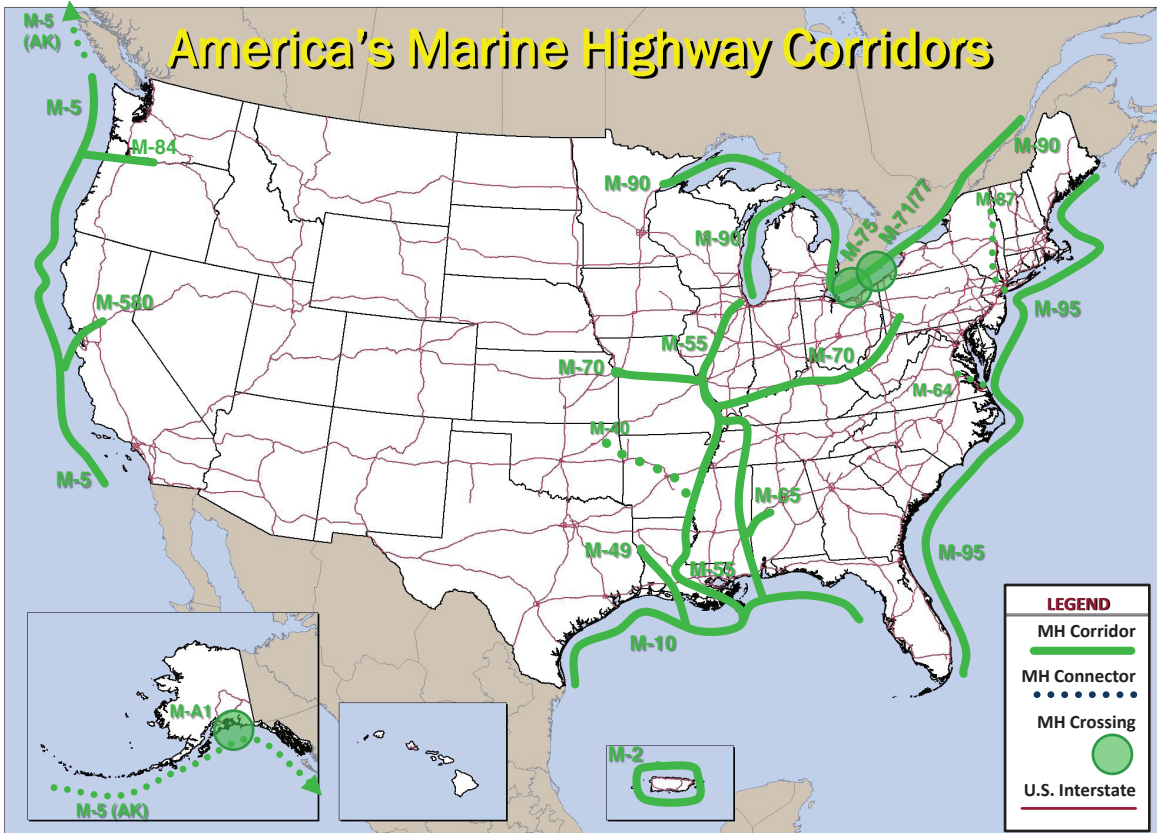 America's Marine Highway Corridors
M-5
(AK)
M-5
M-84
M-90
M-90
M-87
M-75
M-71/77
M-90
M-580
M-95
M-55
M-70
M-70
M-64
M-40
M-5
M-65
M-49
M-55
M-95
M-10
M-A1
M-5 (AK)
M-2
LEGEND
MH Corridor
MH Connector
MH Crossing
U.S. Interstate